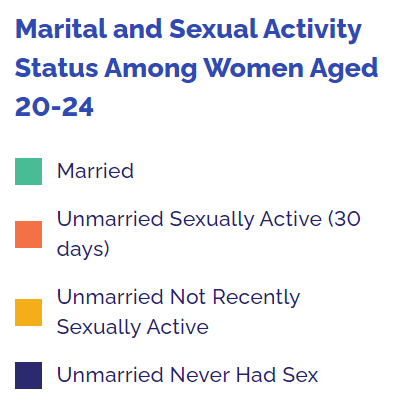 Marital and Sexual Activity
Status Among Women Aged
20-24
Married
Unmarried Sexually Active (30
days)
Unmarried Not Recently
Sexually Active
Unmarried Never Had Sex